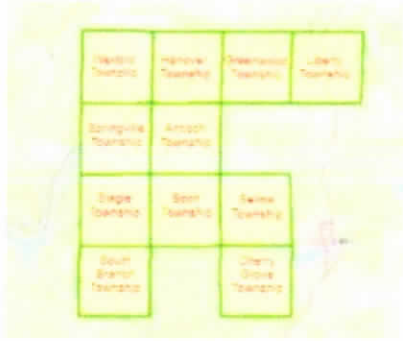 Wexford
Township
Hanover
Township
Greenwood
Township
Liberty
Township
Springville
Township
Antioch
Township
Slagle
Township
Boon
Township
Selma
Township
South
Branch
Township
Cherry
Grove
Township